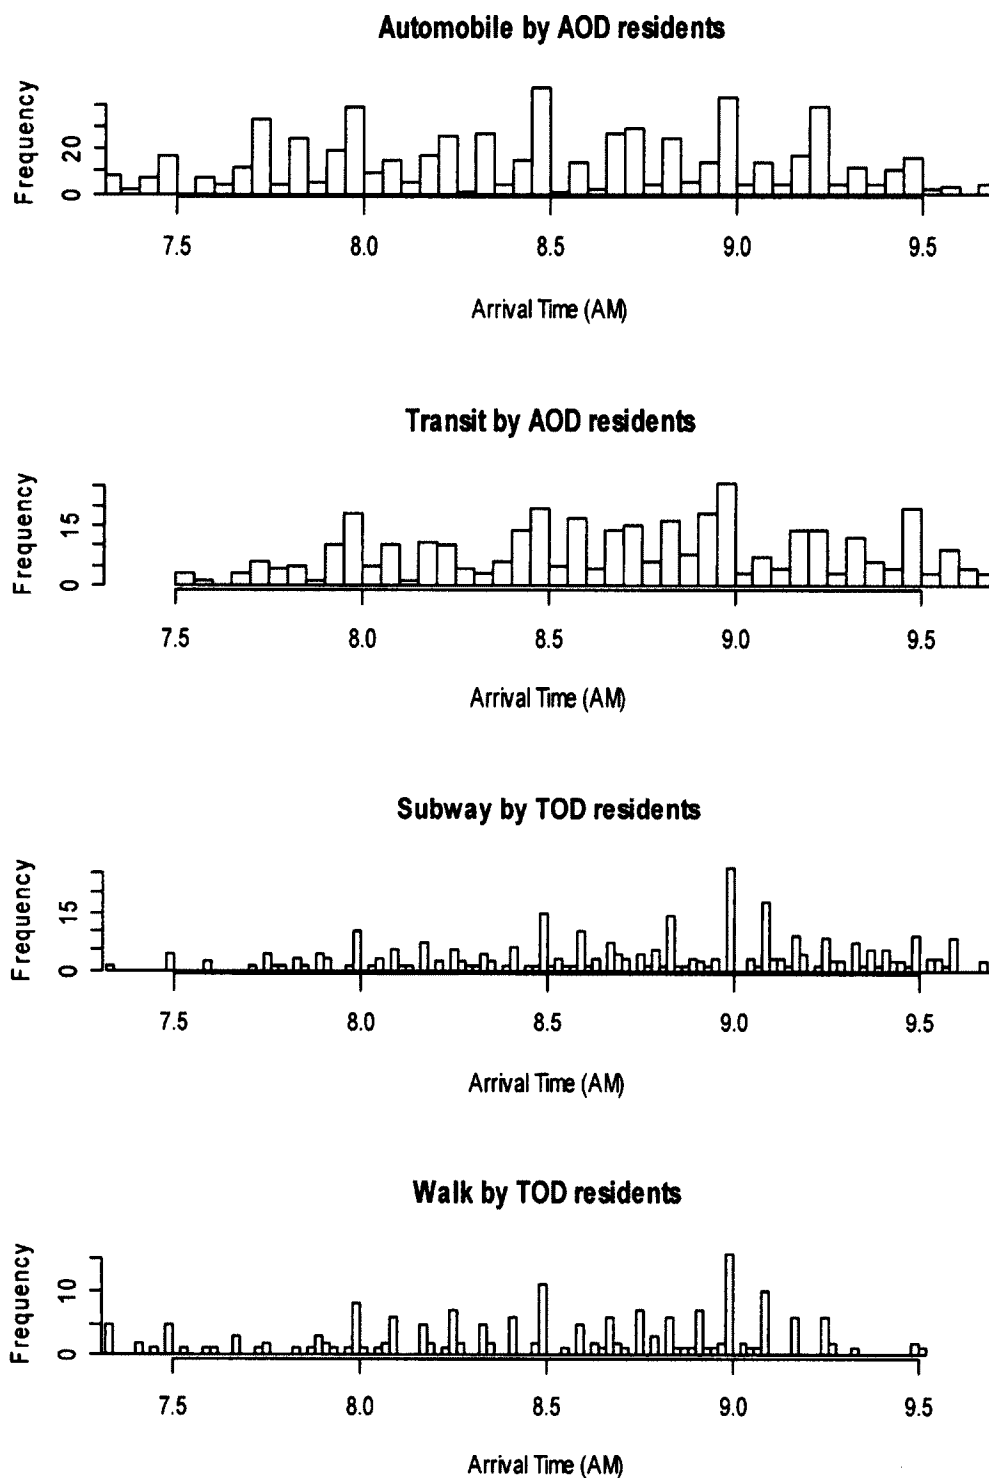 Automobile by AOD residents
Frequency
20
0
7.5 8.0 8.5 9.0 9.5
Arrival Time (AM)
Transit by AOD residents
Frequency
15
0
7.5 8.0 8.5 9.0 9.5
Arrival Time (AM)
Subway by TOD residents
Frequency
15
0
7.5 8.0 8.5 9.0 9.5
Arrival Time (AM)
Walk by TOD residents
Frequency
10
0
7.5 8.0 8.5 9.0 9.5
Arrival Time (AM)